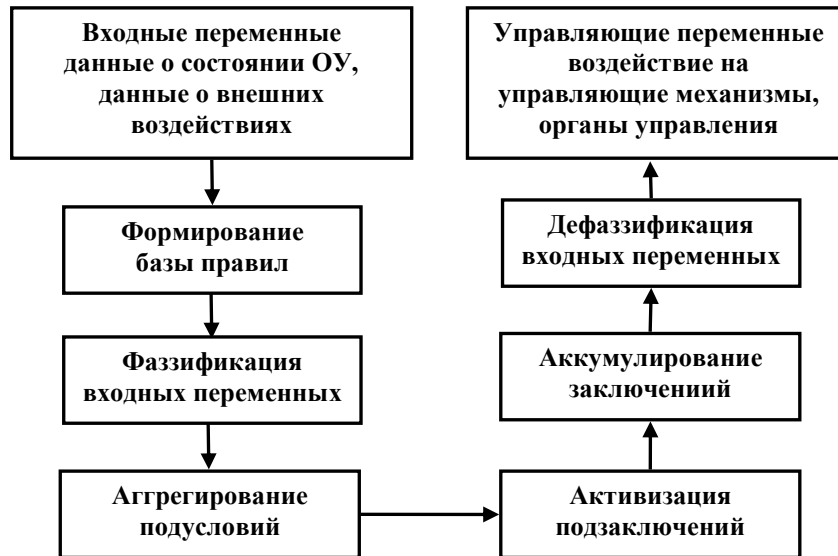 Входные переменные
данные о состоянии ОУ,
данные о внешних
воздействиях
Формирование
базы правил
Фаззификация
входных переменных
Аггрегирование
подусловий
Активизация
подзаключений
Аккумулирование
заключениий
Дефаззификация
входных переменных
Управляющие переменные
воздействие на
управляющие механизмы,
органы управления